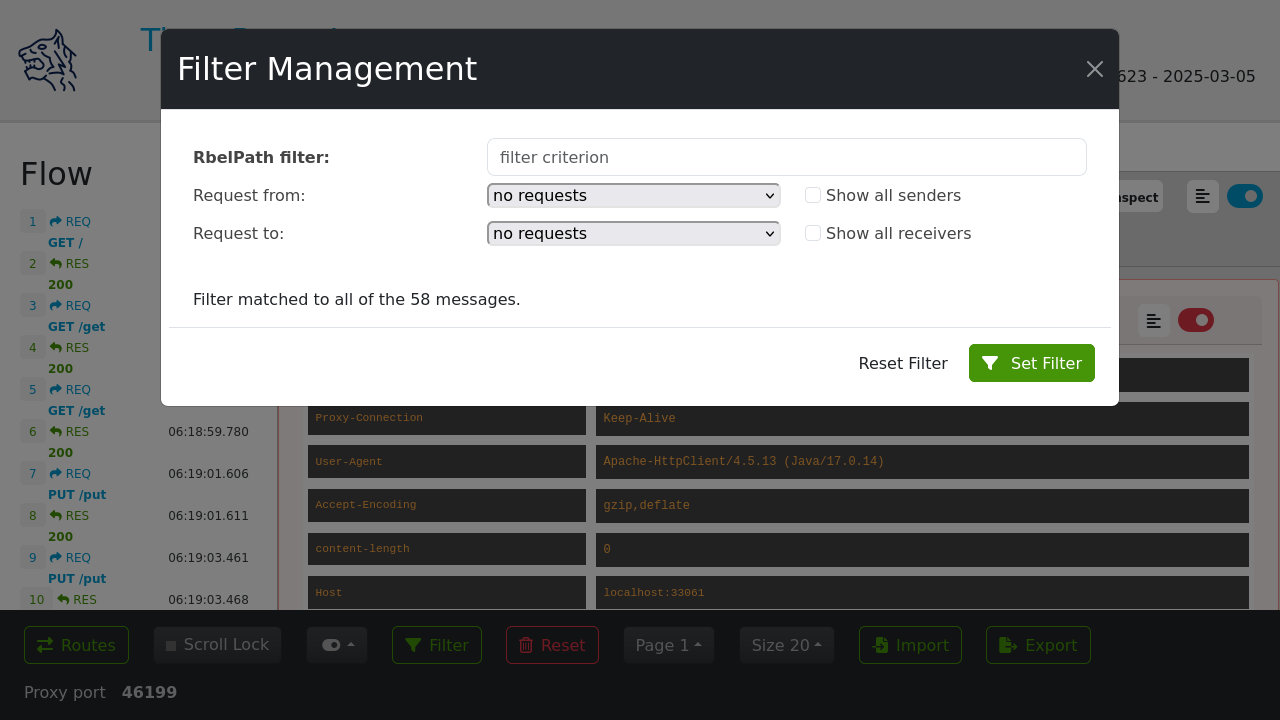 Filter Management
623 - 2025-03-05
RbelPath filter:
filter criterion
Request from:
no requests
Show all senders
Request to:
no requests
Show all receivers
Filter matched to all of the 58 messages.
Reset Filter
Set Filter
Flow
1 REQ
GET /
2 RES
200
3 REQ
GET /get
4 RES
200
5 REQ
GET /get
6 RES 06:18:59.780
200
7 REQ 06:19:01.606
PUT /put
8 RES 06:19:01.611
200
9 REQ 06:19:03.461
PUT /put
10 RES 06:19:03.468
Proxy-Connection Keep-Alive
User-Agent Apache-HttpClient/4.5.13 (Java/17.0.14)
Accept-Encoding gzip,deflate
content-length 0
Host localhost:33061
Routes
Scroll Lock
Filter
Reset
Page 1
Size 20
Import
Export
Proxy port 46199